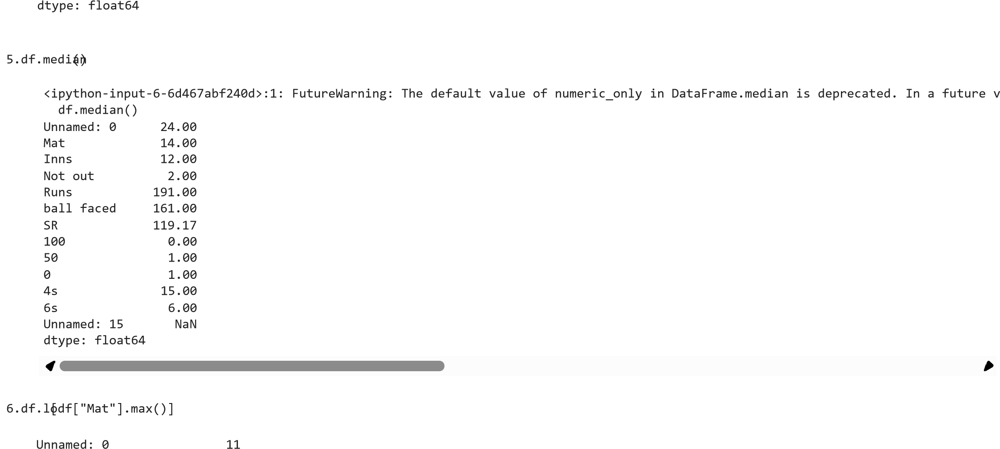 dtype: float64
5.df.median()
<ipython-input-6-6d467abf240d>:1: FutureWarning: The default value of numeric_only in DataFrame.median is deprecated. In a future v
df.median()
Unnamed: 0 24.00
Mat 14.00
Inns 12.00
Not out 2.00
Runs 191.00
ball faced 161.00
SR 119.17
100 0.00
50 1.00
0 1.00
4s 15.00
6s 6.00
Unnamed: 15 NaN
dtype: float64
6.df.lo[df["Mat"].max()]
Unnamed: 0 11